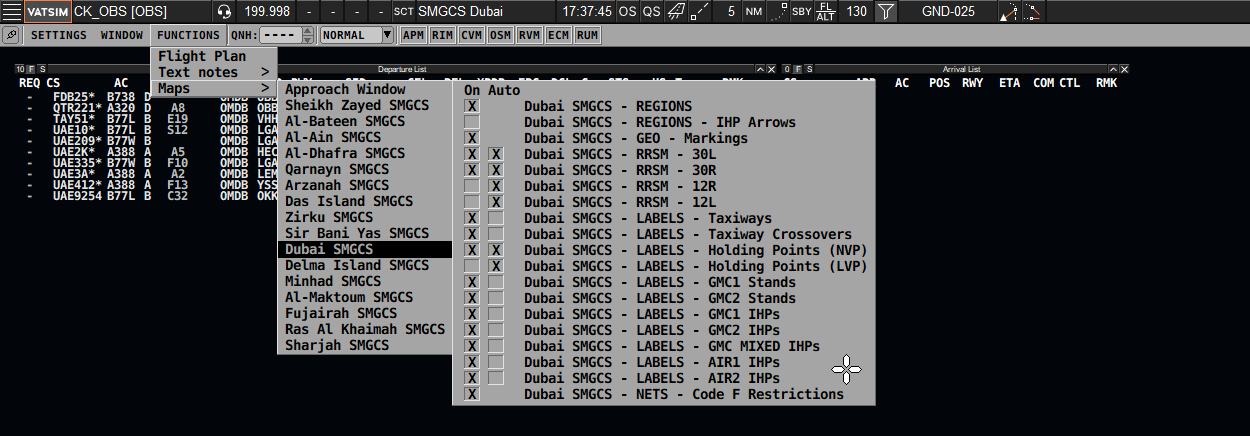 VATSIM CK_OBS [OBS] 199.998 - - - - SCT SMGCS Dubai 17:37:45 OS QS 5 NM SBY FL ALT 130 GND-025
SETTINGS WINDOW FUNCTIONS QNH: ---- NORMAL APM RIM CVM OSM RVM ECM RUM
Flight Plan
Text notes >
Maps >
10 F S Departure List
0 F S Arrival List
REQ CS AC
ARR AC POS RWY ETA COM CTL RMK
- FDB25* B738 D
- QTR221* A320 D A8 OMDB OBB
- TAY51* B77L B E19 OMDB VHH
- UAE10* B77L B S12 OMDB LGA
- UAE209* B77W B OMDB LGA
- UAE2K* A388 A A5 OMDB HEC
- UAE335* B77W B F10 OMDB LGA
- UAE3A* A388 A A2 OMDB LEM
- UAE412* A388 A F13 OMDB YSS
- UAE9254 B77L B C32 OMDB OKK
Approach Window
Sheikh Zayed SMGCS
Al-Bateen SMGCS
Al-Ain SMGCS
Al-Dhafra SMGCS
Qarnayn SMGCS
Arzanah SMGCS
Das Island SMGCS
Zirku SMGCS
Sir Bani Yas SMGCS
Dubai SMGCS
Delma Island SMGCS
Minhad SMGCS
Al-Maktoum SMGCS
Fujairah SMGCS
Ras Al Khaimah SMGCS
Sharjah SMGCS
On Auto
X Dubai SMGCS - REGIONS
Dubai SMGCS - REGIONS - IHP Arrows
X Dubai SMGCS - GEO - Markings
X X Dubai SMGCS - RRSM - 30L
X X Dubai SMGCS - RRSM - 30R
X Dubai SMGCS - RRSM - 12R
X Dubai SMGCS - RRSM - 12L
X Dubai SMGCS - LABELS - Taxiways
X Dubai SMGCS - LABELS - Taxiway Crossovers
X X Dubai SMGCS - LABELS - Holding Points (NVP)
X Dubai SMGCS - LABELS - Holding Points (LVP)
X Dubai SMGCS - LABELS - GMC1 Stands
X Dubai SMGCS - LABELS - GMC2 Stands
X Dubai SMGCS - LABELS - GMC1 IHPs
X Dubai SMGCS - LABELS - GMC2 IHPs
X Dubai SMGCS - LABELS - GMC MIXED IHPs
X Dubai SMGCS - LABELS - AIR1 IHPs
X Dubai SMGCS - LABELS - AIR2 IHPs
X Dubai SMGCS - NETS - Code F Restrictions